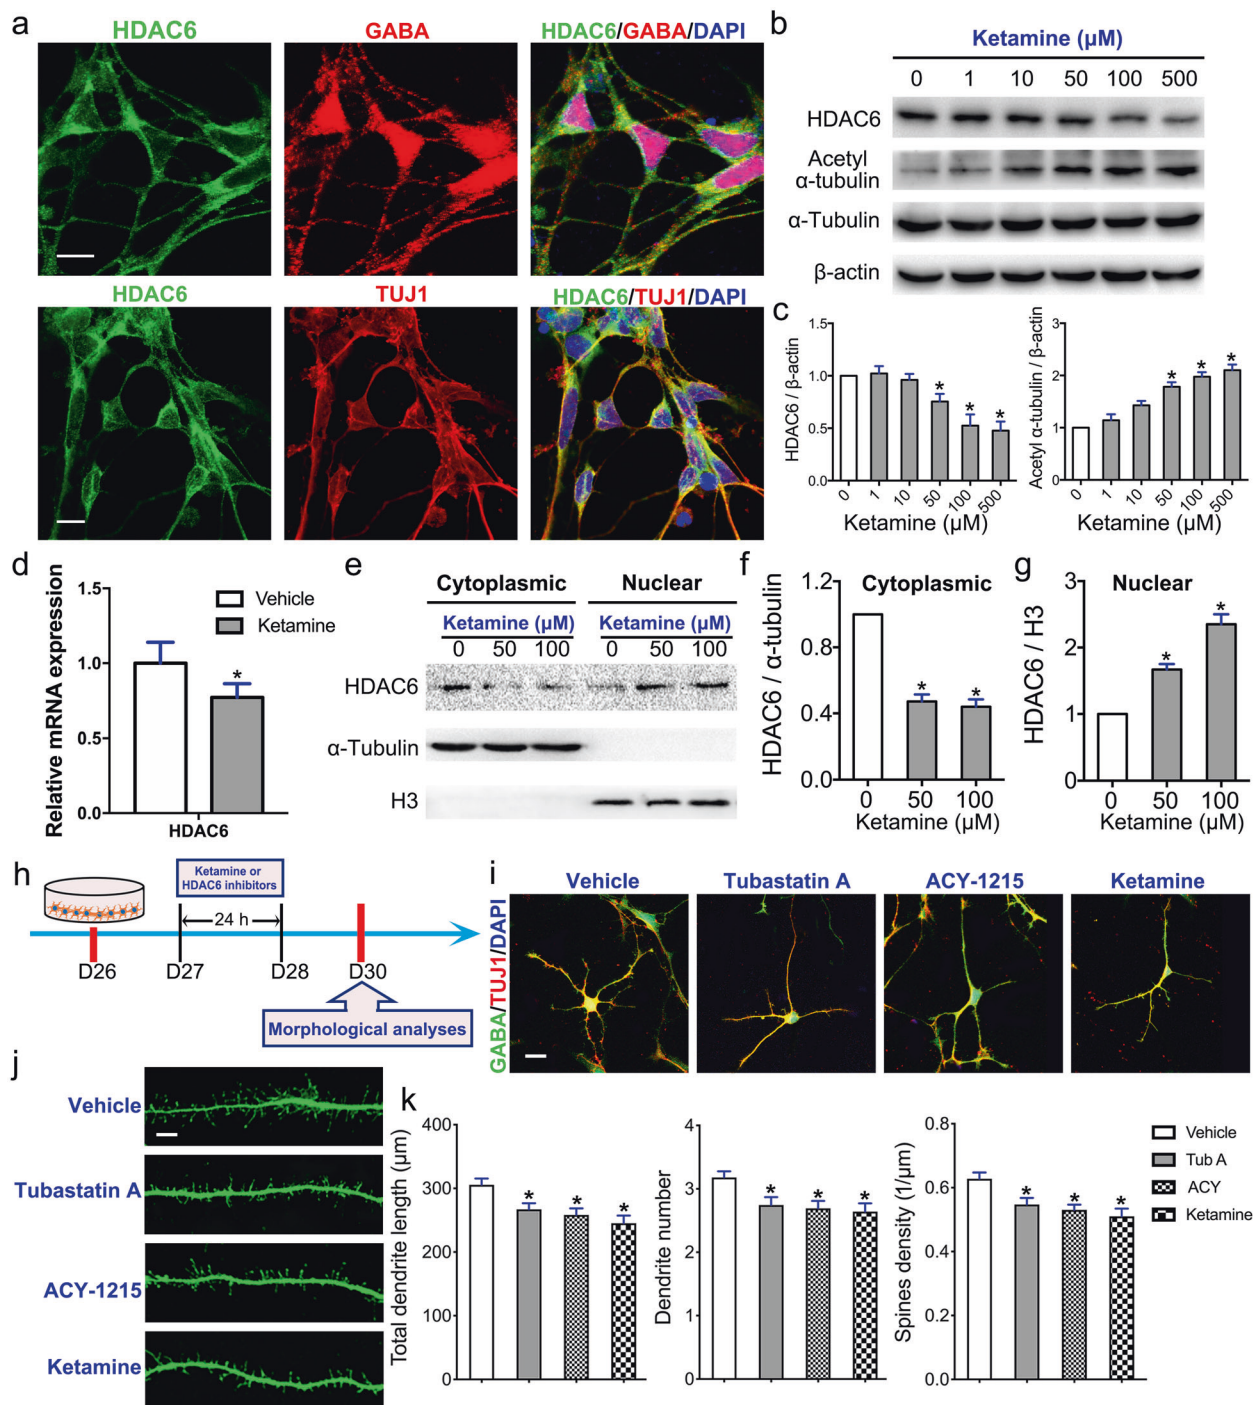 a
HDAC6
GABA
HDAC6/GABA/DAPI
HDAC6
TUJ1
HDAC6/TUJ1/DAPI
b
Ketamine (μM)
0 1 10 50 100 500
HDAC6
Acetyl
α-tubulin
α-Tubulin
β-actin
c
HDAC6 / β-actin
1.5
1.0
0.5
0.0
* * *
0 1 10 50 100 500
Ketamine (μM)
Acetyl α-tubulin / β-actin
3
2
1
0
* * *
0 1 10 50 100 500
Ketamine (μM)
d
Relative mRNA expression
1.5
1.0
0.5
0.0
*
Vehicle
Ketamine
HDAC6
e
Cytoplasmic Nuclear
Ketamine (μM) Ketamine (μM)
0 50 100 0 50 100
HDAC6
α-Tubulin
H3
f
Cytoplasmic
HDAC6 / α-tubulin
1.2
0.8
0.4
0.0
* *
0 50 100
Ketamine (μM)
g
Nuclear
HDAC6 / H3
3
2
1
0
* *
0 50 100
Ketamine (μM)
h
Ketamine or
HDAC6 inhibitors
24 h
D26 D27 D28 D30
Morphological analyses
i
Vehicle Tubastatin A ACY-1215 Ketamine
GABA/TUJ1/DAPI
j
Vehicle
Tubastatin A
ACY-1215
Ketamine
k
Total dendrite length (μm)
400
300
200
100
0
* * *
Dendrite number
4
3
2
1
0
* * *
Spines density (1/μm)
0.8
0.6
0.4
0.2
0.0
* * *
Vehicle
Tub A
ACY
Ketamine